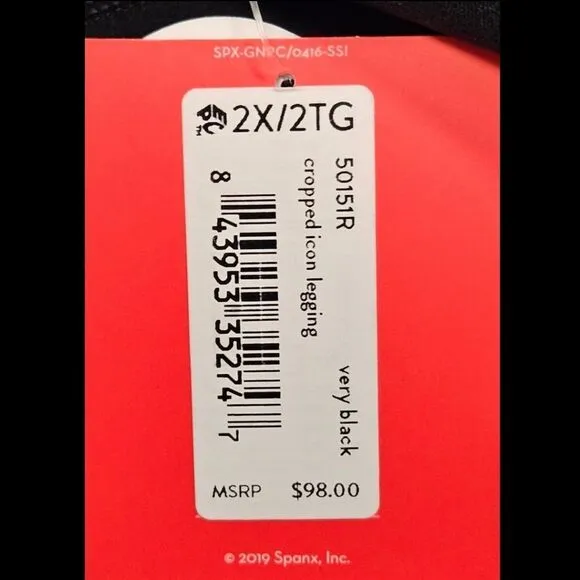 SPX-GNPC/0416-SSI
EPC™ 2X/2TG
50151R
cropped icon legging
very black
8 43953 35274 7
MSRP $98.00
© 2019 Spanx, Inc.